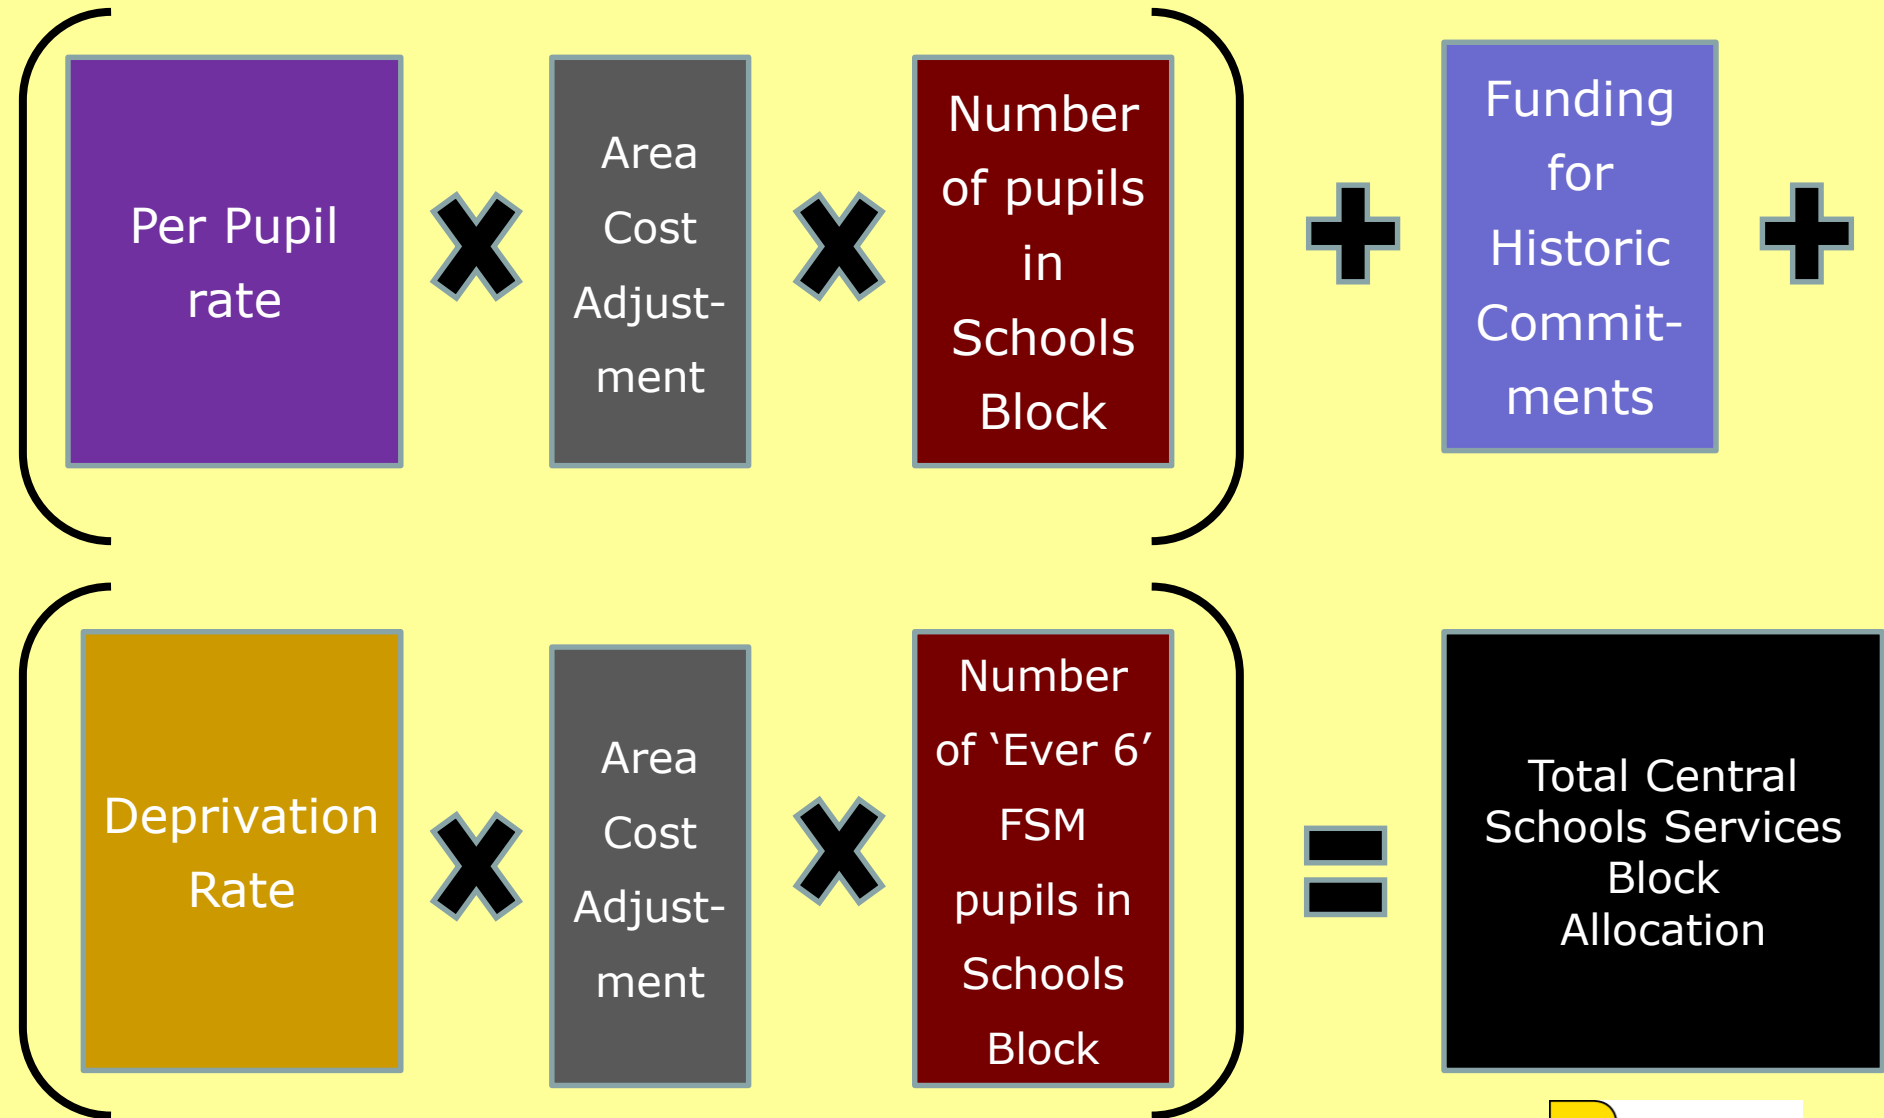 Per Pupil
rate
Area
Cost
Adjust-
ment
Number
of pupils
in
Schools
Block
Funding
for
Historic
Commit-
ments
Deprivation
Rate
Area
Cost
Adjust-
ment
Number
of ‘Ever 6’
FSM
pupils in
Schools
Block
Total Central
Schools Services
Block
Allocation